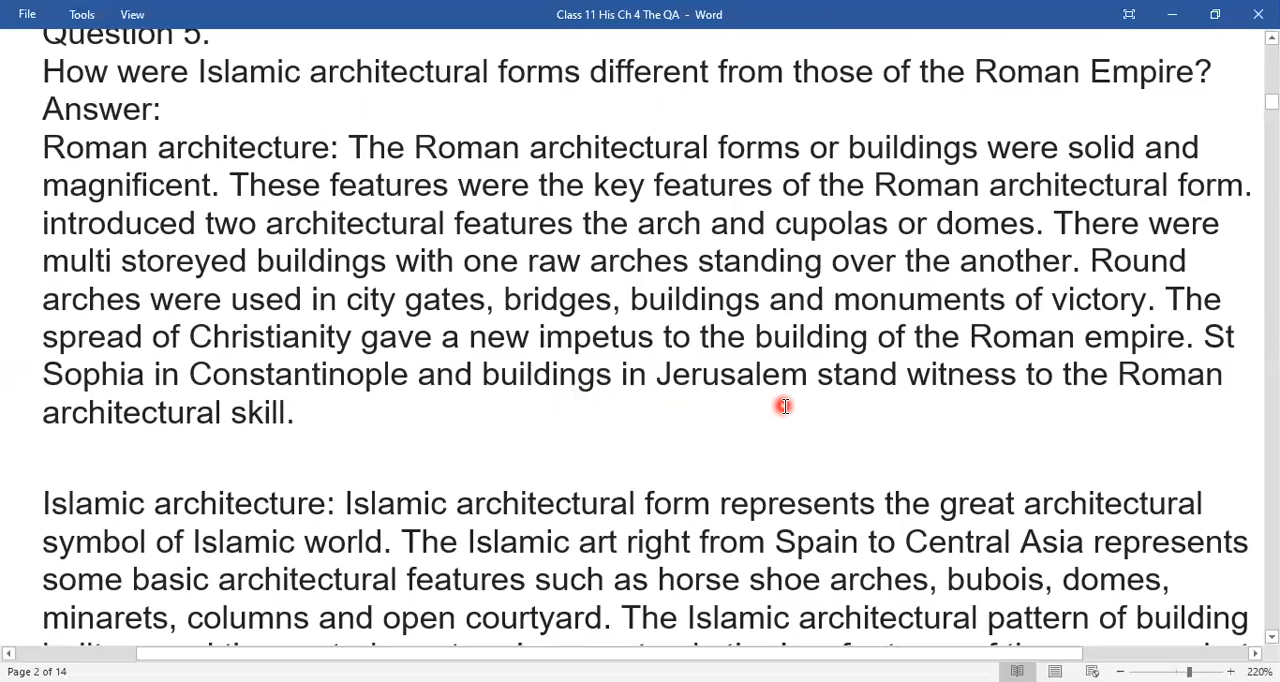 File Tools View Class 11 His Ch 4 The QA - Word
Question 5.
How were Islamic architectural forms different from those of the Roman Empire?
Answer:
Roman architecture: The Roman architectural forms or buildings were solid and
magnificent. These features were the key features of the Roman architectural form.
introduced two architectural features the arch and cupolas or domes. There were
multi storeyed buildings with one raw arches standing over the another. Round
arches were used in city gates, bridges, buildings and monuments of victory. The
spread of Christianity gave a new impetus to the building of the Roman empire. St
Sophia in Constantinople and buildings in Jerusalem stand witness to the Roman
architectural skill.
Islamic architecture: Islamic architectural form represents the great architectural
symbol of Islamic world. The Islamic art right from Spain to Central Asia represents
some basic architectural features such as horse shoe arches, bubois, domes,
minarets, columns and open courtyard. The Islamic architectural pattern of building
Page 2 of 14 220%